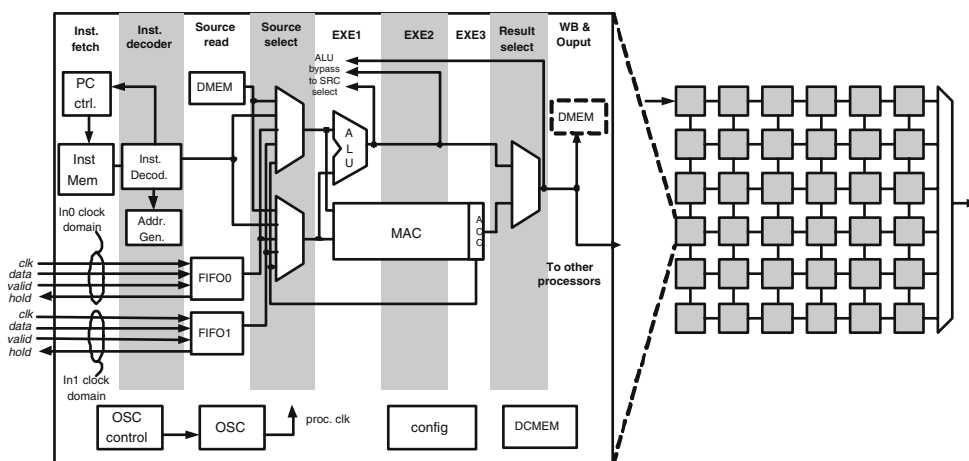 Inst. fetch
Inst. decoder
Source read
Source select
EXE1
EXE2
EXE3
Result select
WB & Ouput
ALU bypass to SRC select
PC ctrl.
DMEM
DMEM
Inst Mem
Inst. Decod.
A L U
Addr. Gen.
In0 clock domain
MAC
A C C
To other processors
clk
data
valid
hold
FIFO0
clk
data
valid
hold
FIFO1
In1 clock domain
OSC control
OSC
proc. clk
config
DCMEM